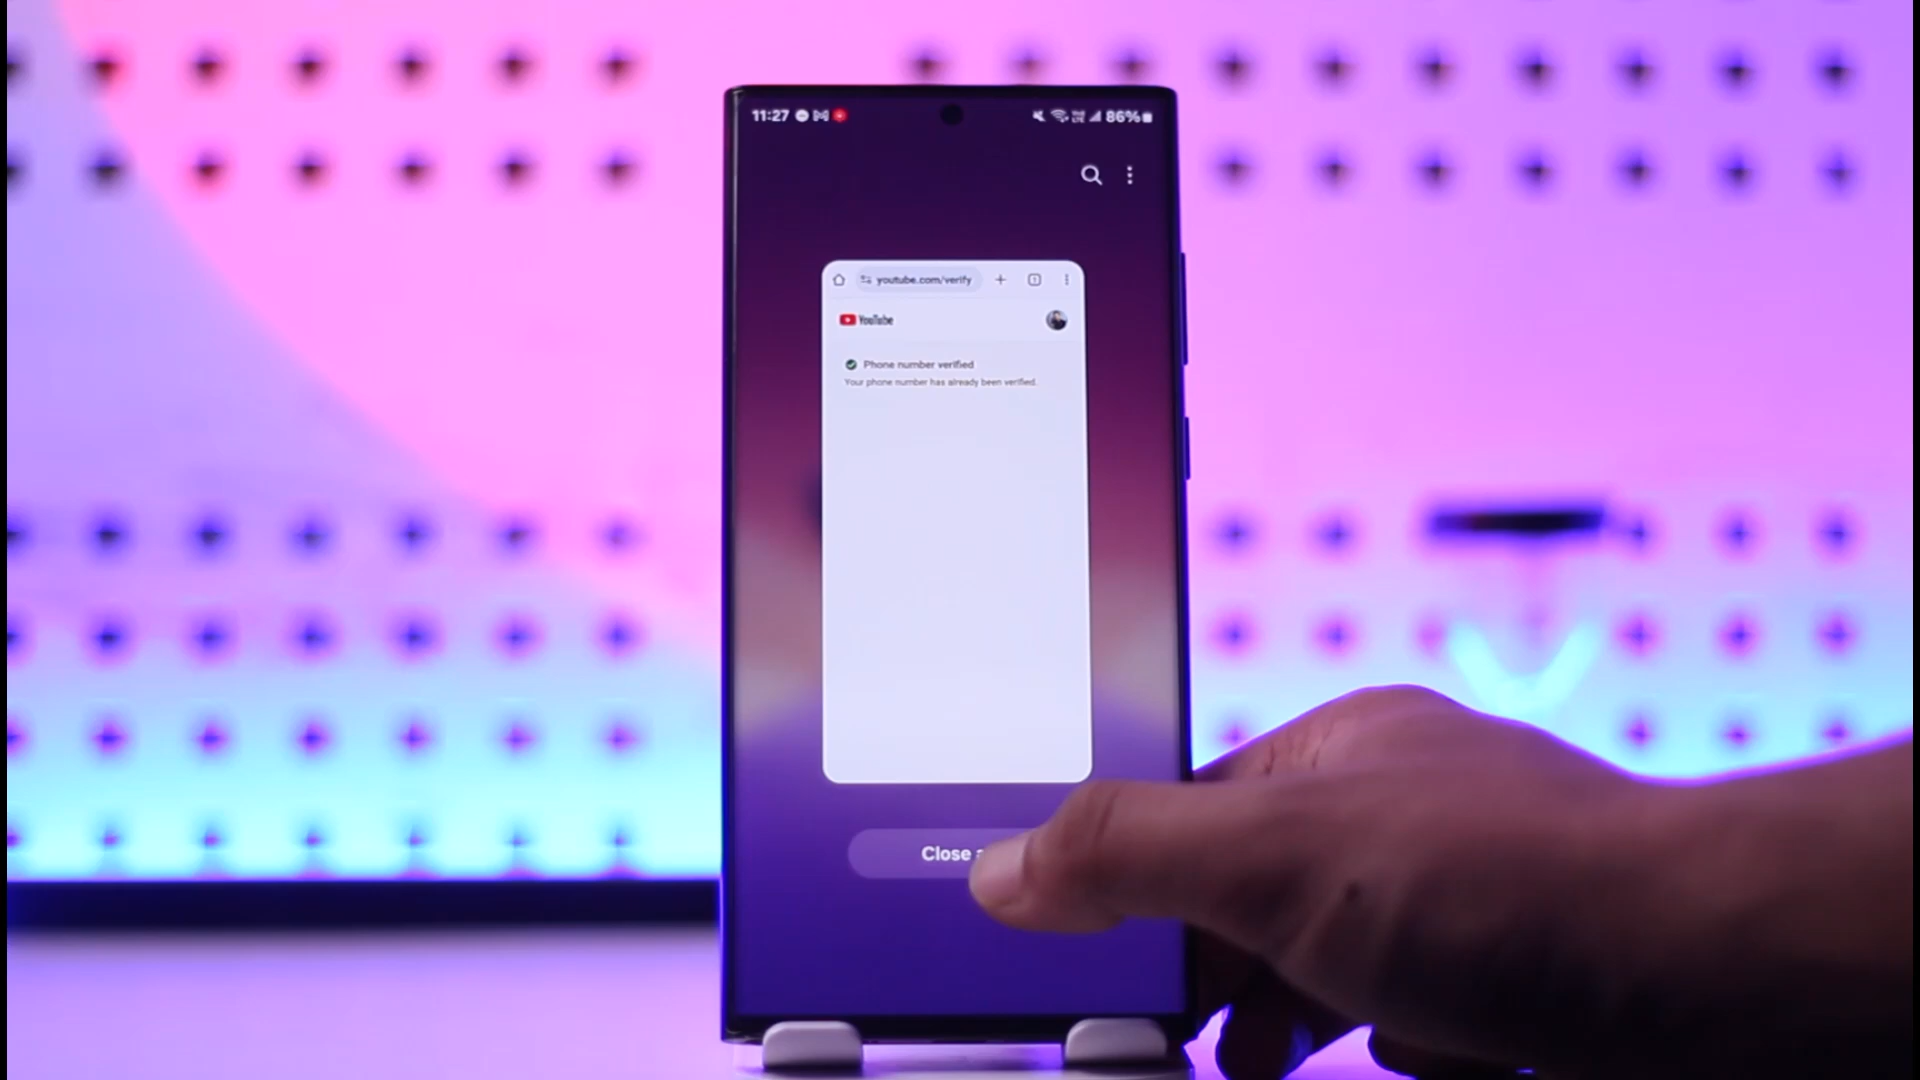 11:27 86%
youtube.com/verify
YouTube
Phone number verified
Your phone number has already been verified.
Close